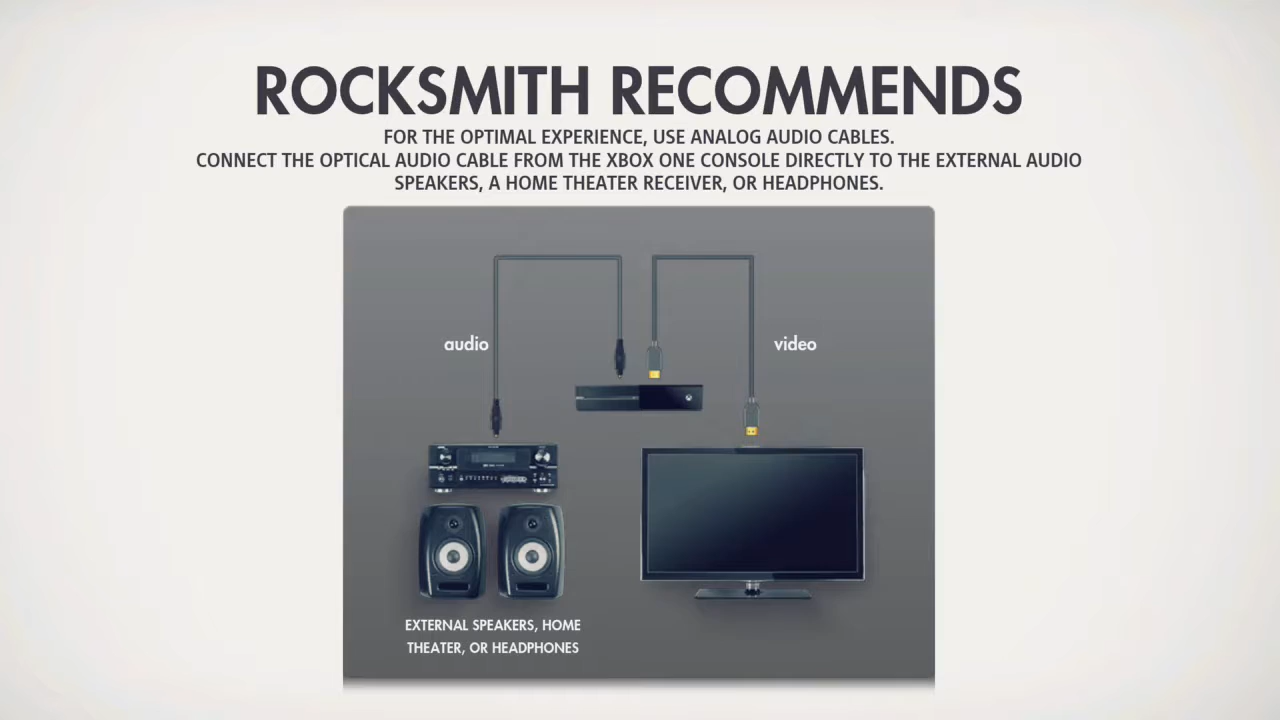 ROCKSMITH RECOMMENDS
FOR THE OPTIMAL EXPERIENCE, USE ANALOG AUDIO CABLES.
CONNECT THE OPTICAL AUDIO CABLE FROM THE XBOX ONE CONSOLE DIRECTLY TO THE EXTERNAL AUDIO
SPEAKERS, A HOME THEATER RECEIVER, OR HEADPHONES.
audio
video
EXTERNAL SPEAKERS, HOME
THEATER, OR HEADPHONES